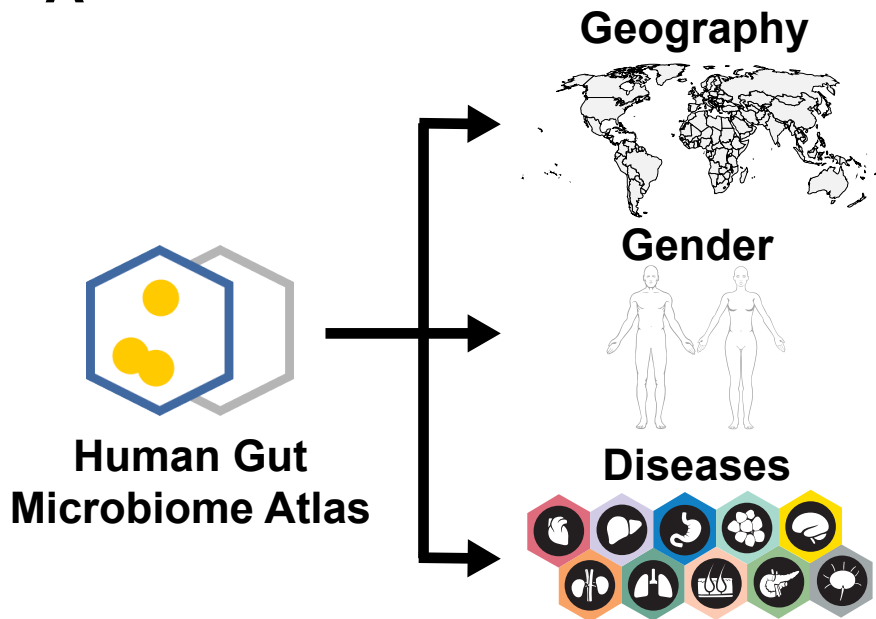 A
Geography
Gender
Human Gut
Microbiome Atlas
Diseases